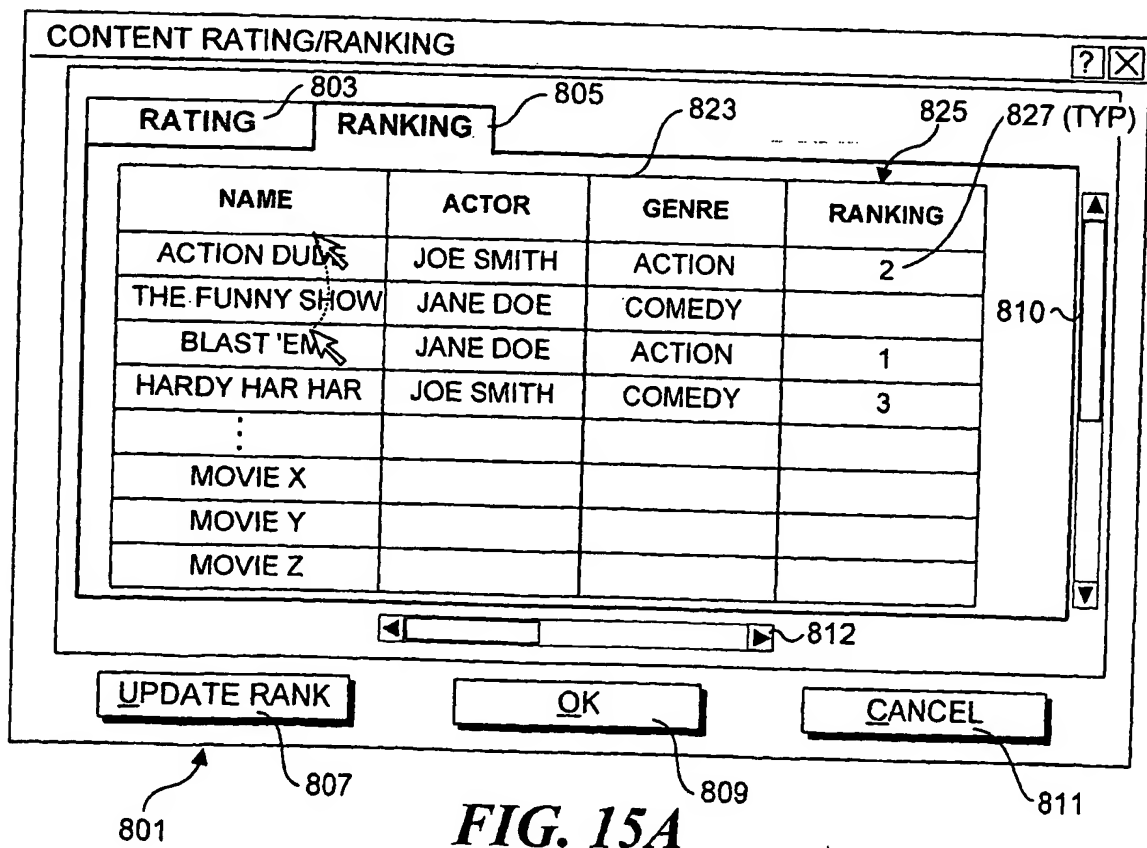 CONTENT RATING/RANKING
? X
803
805
823
825
827 (TYP)
RATING
RANKING
NAME ACTOR GENRE RANKING
ACTION DUDE JOE SMITH ACTION 2
THE FUNNY SHOW JANE DOE COMEDY
BLAST 'EM JANE DOE ACTION 1
HARDY HAR HAR JOE SMITH COMEDY 3
⋮
MOVIE X
MOVIE Y
MOVIE Z
810
812
UPDATE RANK
OK
CANCEL
801
807
809
811
FIG. 15A